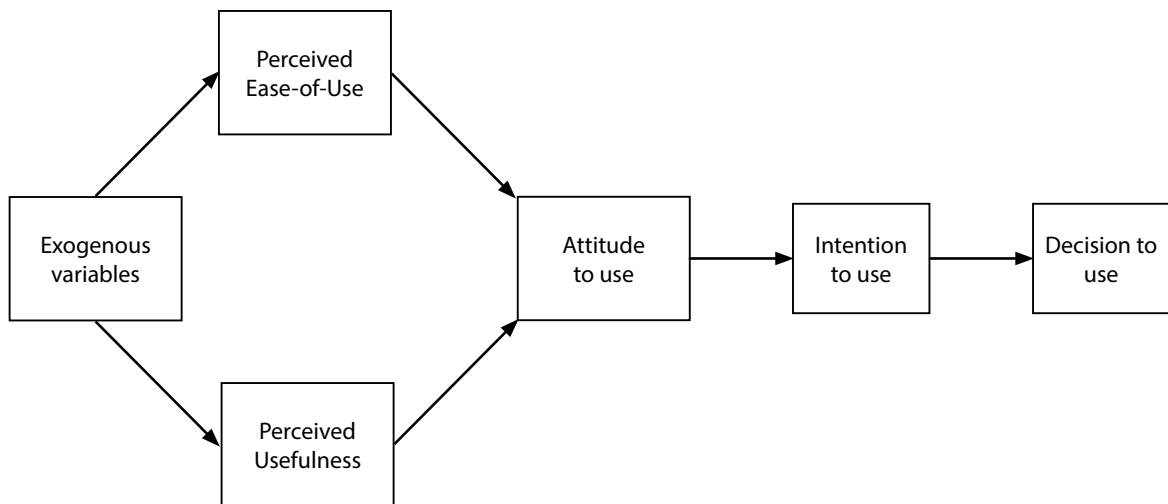 Perceived
Ease-of-Use
Exogenous
variables
Attitude
to use
Intention
to use
Decision to
use
Perceived
Usefulness